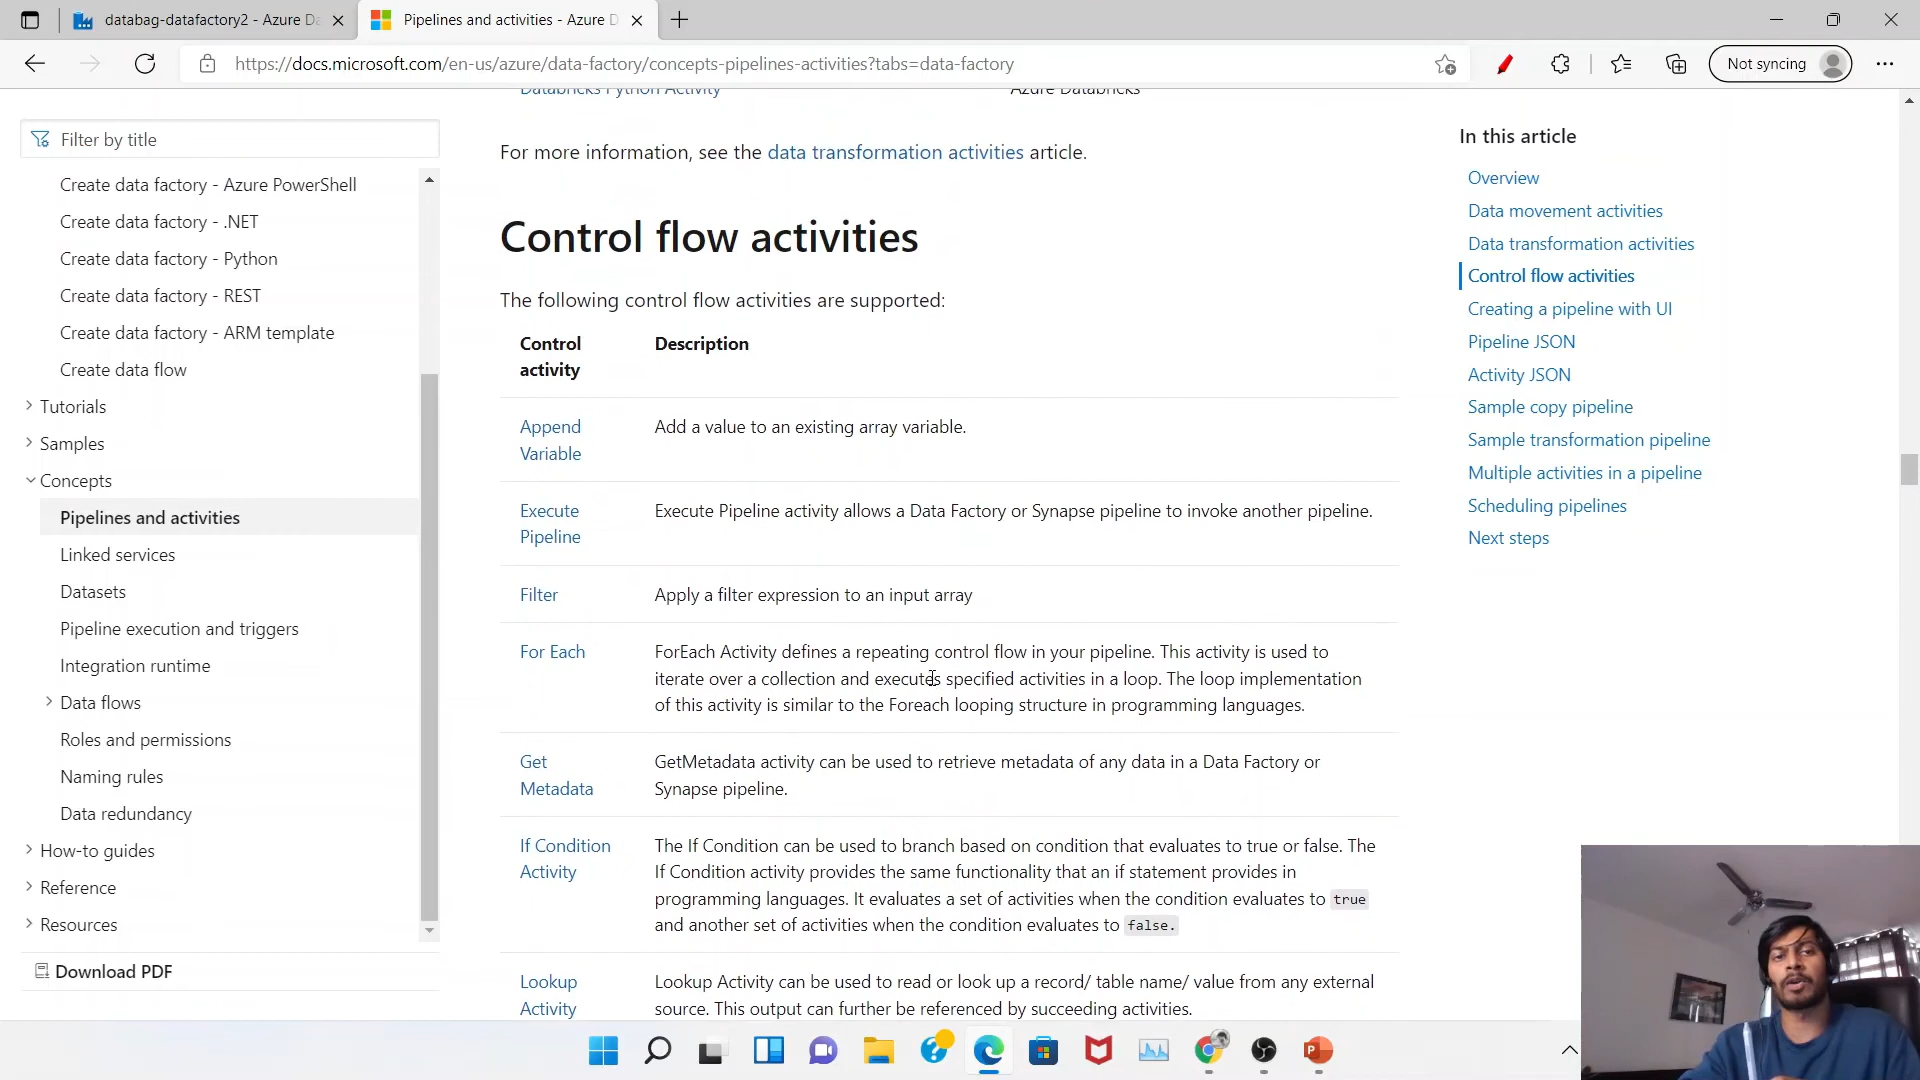 databag-datafactory2 - Azure Da
Pipelines and activities - Azure D
https://docs.microsoft.com/en-us/azure/data-factory/concepts-pipelines-activities?tabs=data-factory
Not syncing
Filter by title
Create data factory - Azure PowerShell
Create data factory - .NET
Create data factory - Python
Create data factory - REST
Create data factory - ARM template
Create data flow
Tutorials
Samples
Concepts
Pipelines and activities
Linked services
Datasets
Pipeline execution and triggers
Integration runtime
Data flows
Roles and permissions
Naming rules
Data redundancy
How-to guides
Reference
Resources
Download PDF
Databricks Python Activity
Azure Databricks
For more information, see the data transformation activities article.
Control flow activities
The following control flow activities are supported:
Control
activity
Description
Append
Variable
Add a value to an existing array variable.
Execute
Pipeline
Execute Pipeline activity allows a Data Factory or Synapse pipeline to invoke another pipeline.
Filter
Apply a filter expression to an input array
For Each
ForEach Activity defines a repeating control flow in your pipeline. This activity is used to
iterate over a collection and executes specified activities in a loop. The loop implementation
of this activity is similar to the Foreach looping structure in programming languages.
Get
Metadata
GetMetadata activity can be used to retrieve metadata of any data in a Data Factory or
Synapse pipeline.
If Condition
Activity
The If Condition can be used to branch based on condition that evaluates to true or false. The
If Condition activity provides the same functionality that an if statement provides in
programming languages. It evaluates a set of activities when the condition evaluates to true
and another set of activities when the condition evaluates to false.
Lookup
Activity
Lookup Activity can be used to read or look up a record/ table name/ value from any external
source. This output can further be referenced by succeeding activities.
In this article
Overview
Data movement activities
Data transformation activities
Control flow activities
Creating a pipeline with UI
Pipeline JSON
Activity JSON
Sample copy pipeline
Sample transformation pipeline
Multiple activities in a pipeline
Scheduling pipelines
Next steps